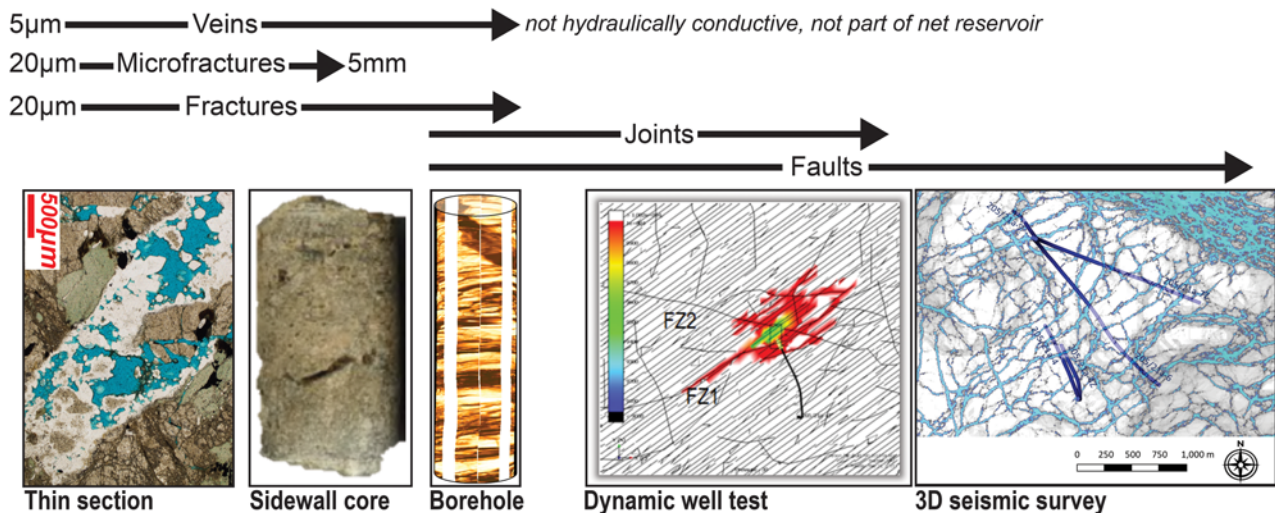 5µm Veins not hydraulically conductive, not part of net reservoir
20µm Microfractures 5mm
20µm Fractures
Joints
Faults
500µm
FZ2
FZ1
N
0 250 500 750 1,000 m
Thin section Sidewall core Borehole Dynamic well test 3D seismic survey